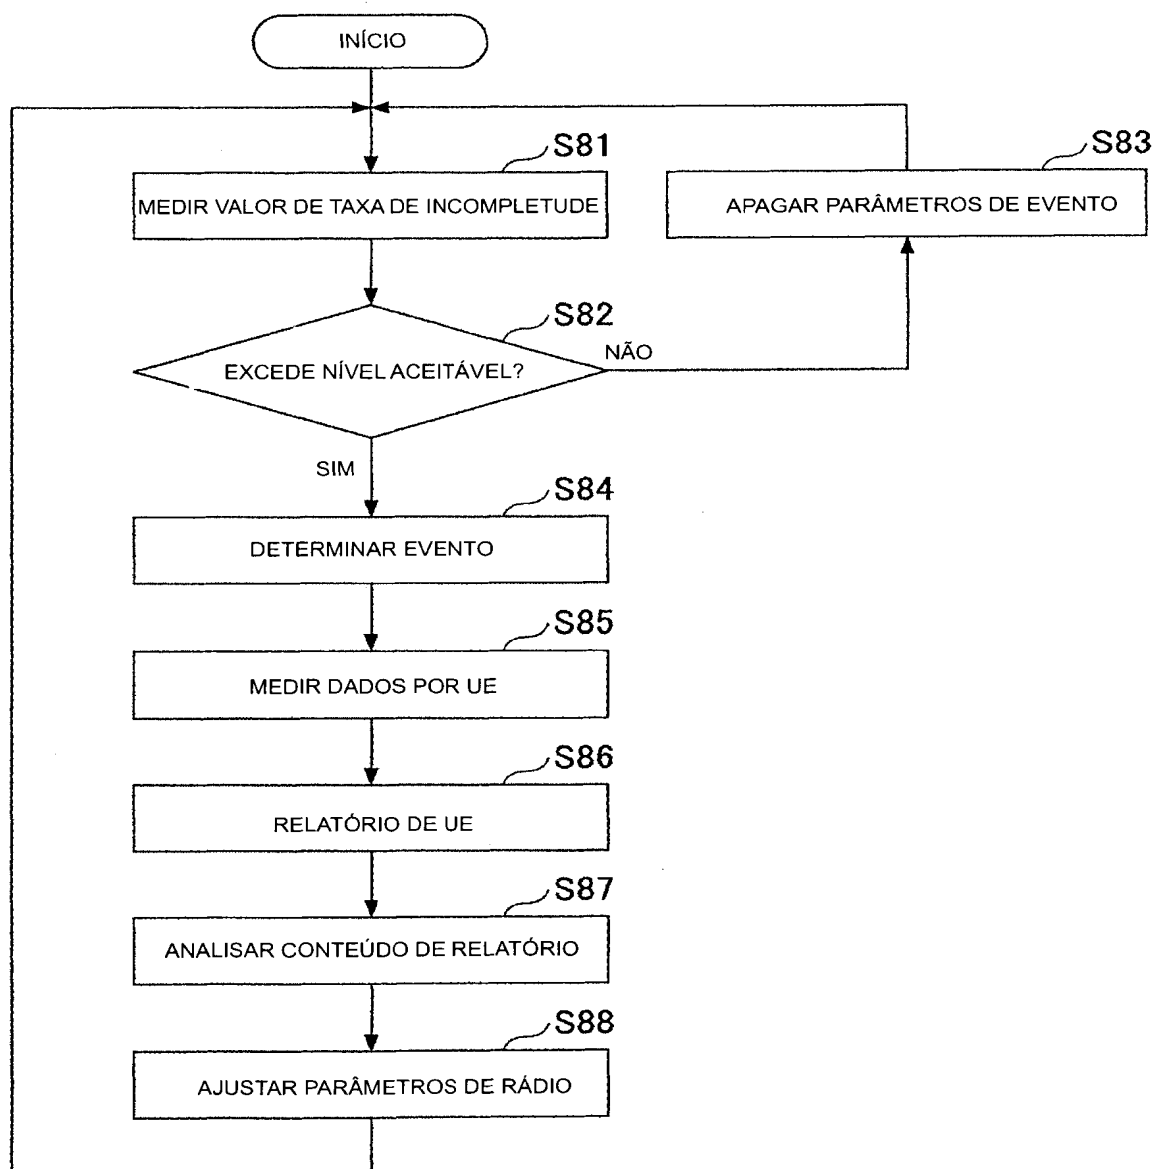 INÍCIO
S81
MEDIR VALOR DE TAXA DE INCOMPLETUDE
S83
APAGAR PARÂMETROS DE EVENTO
S82
EXCEDE NÍVEL ACEITÁVEL?
NÃO
SIM
S84
DETERMINAR EVENTO
S85
MEDIR DADOS POR UE
S86
RELATÓRIO DE UE
S87
ANALISAR CONTEÚDO DE RELATÓRIO
S88
AJUSTAR PARÂMETROS DE RÁDIO